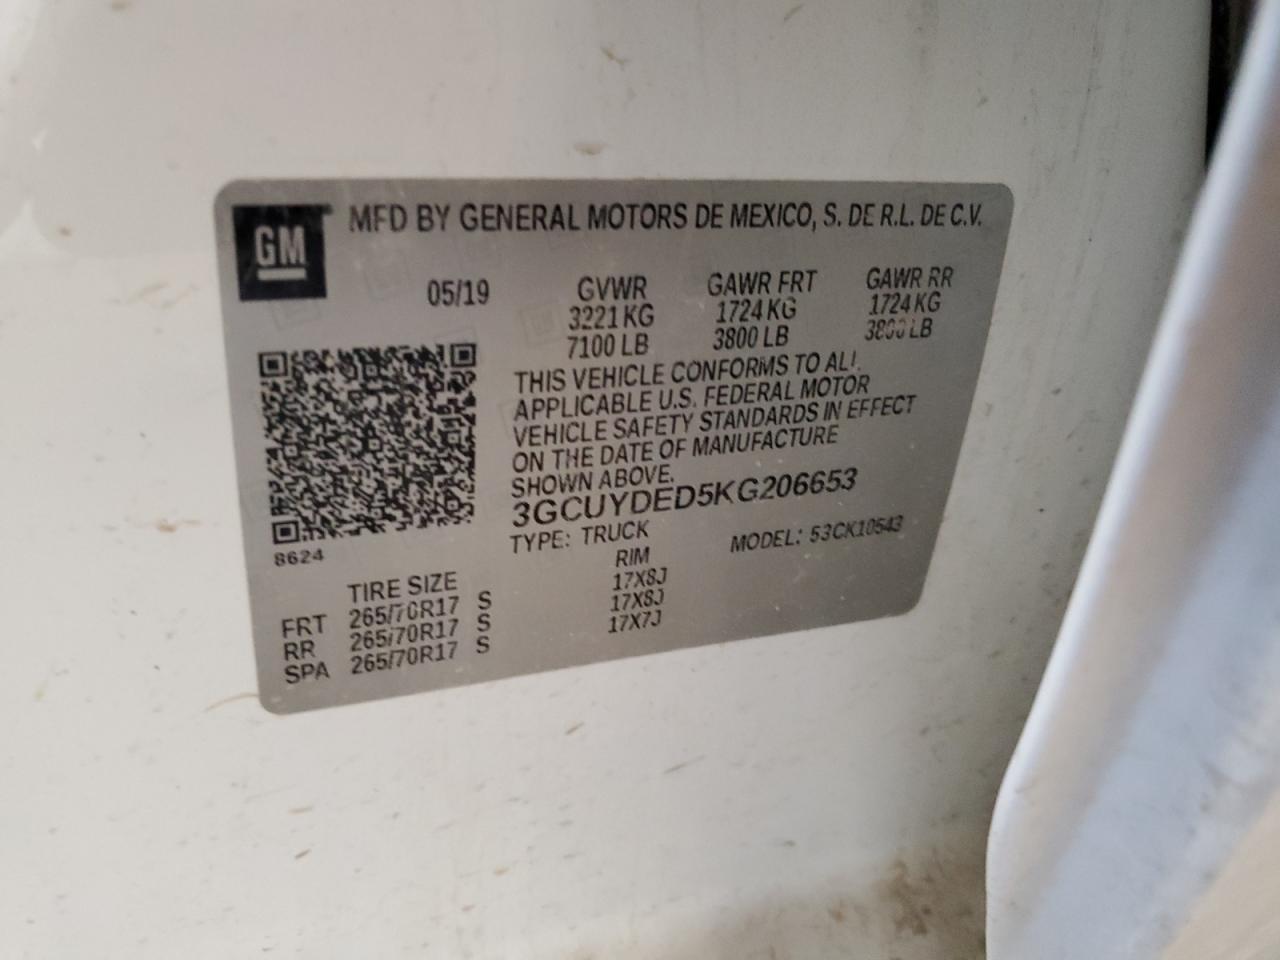 GM
MFD BY GENERAL MOTORS DE MEXICO, S. DE R.L. DE C.V.
05/19 GVWR GAWR FRT GAWR RR
3221 KG 1724 KG 1724 KG
7100 LB 3800 LB 3800 LB
THIS VEHICLE CONFORMS TO ALL
APPLICABLE U.S. FEDERAL MOTOR
VEHICLE SAFETY STANDARDS IN EFFECT
ON THE DATE OF MANUFACTURE
SHOWN ABOVE.
3GCUYDED5KG206653
8624
TYPE: TRUCK MODEL: 53CK10543
TIRE SIZE RIM
FRT 265/70R17 S 17X8J
RR 265/70R17 S 17X8J
SPA 265/70R17 S 17X7J